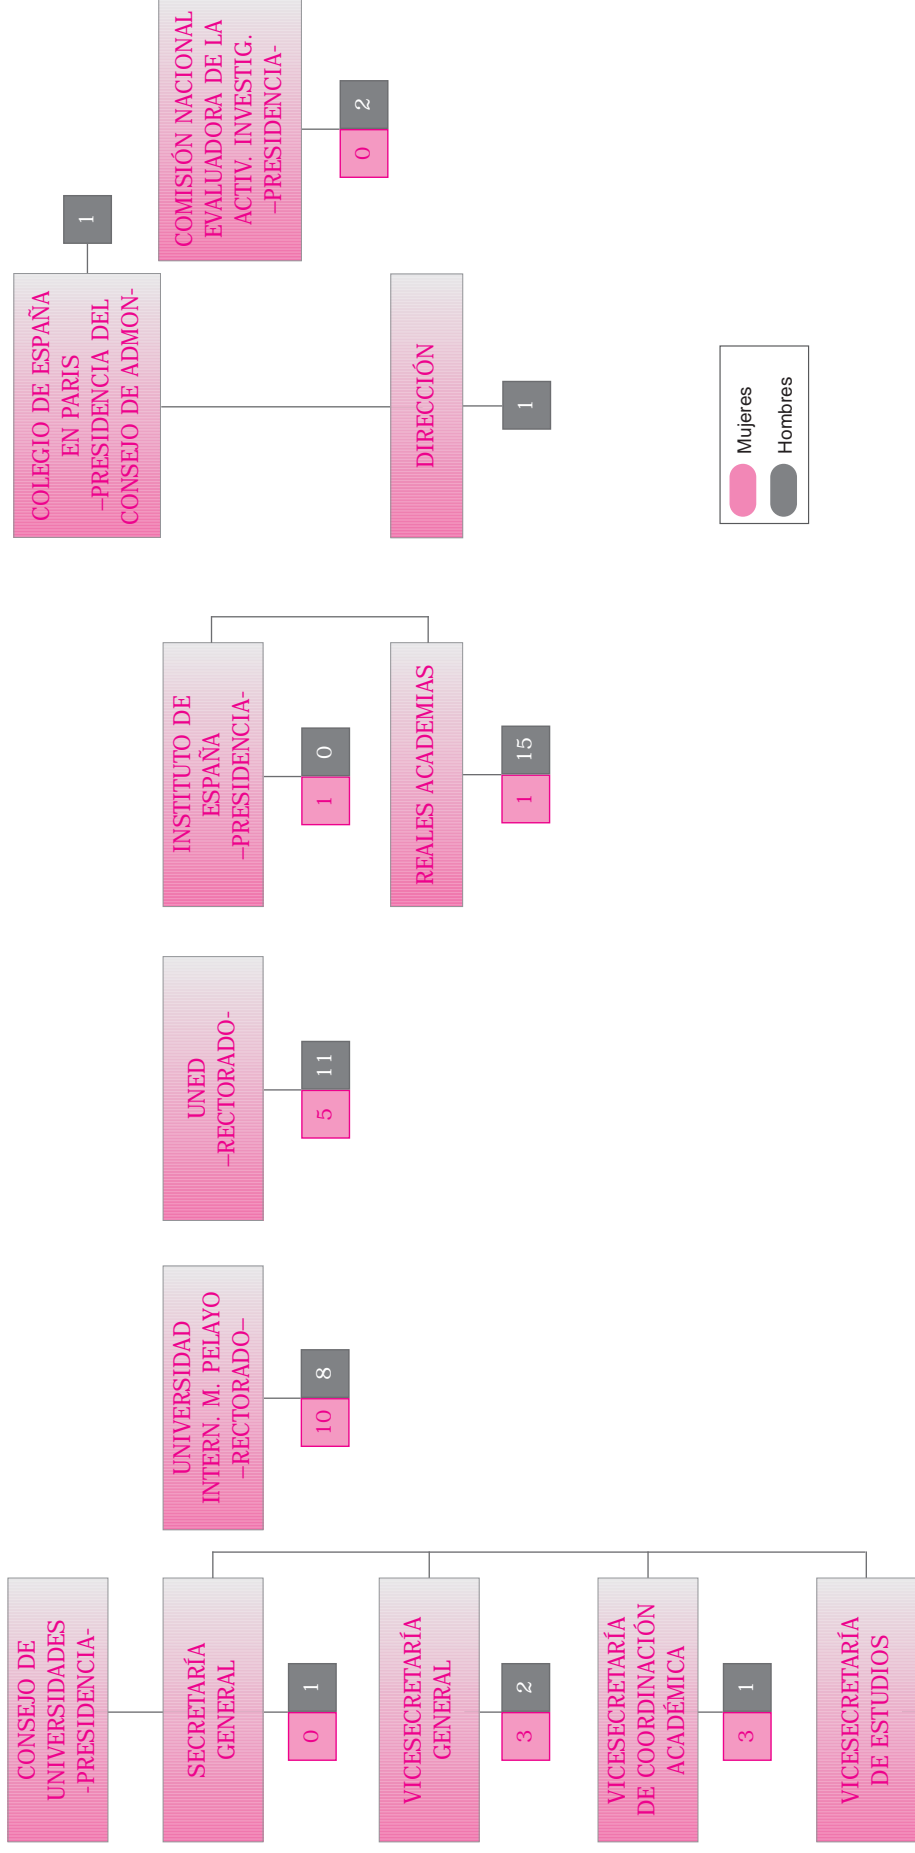 CONSEJO DE
UNIVERSIDADES
-PRESIDENCIA-
SECRETARÍA
GENERAL
0 1
VICESECRETARÍA
GENERAL
3 2
VICESECRETARÍA
DE COORDINACIÓN
ACADÉMICA
3 1
VICESECRETARÍA
DE ESTUDIOS
UNIVERSIDAD
INTERN. M. PELAYO
–RECTORADO–
10 8
UNED
–RECTORADO-
5 11
INSTITUTO DE
ESPAÑA
–PRESIDENCIA-
1 0
REALES ACADEMIAS
1 15
COLEGIO DE ESPAÑA
EN PARIS
–PRESIDENCIA DEL
CONSEJO DE ADMON-
1
DIRECCIÓN
1
COMISIÓN NACIONAL
EVALUADORA DE LA
ACTIV. INVESTIG.
–PRESIDENCIA-
0 2
Mujeres
Hombres